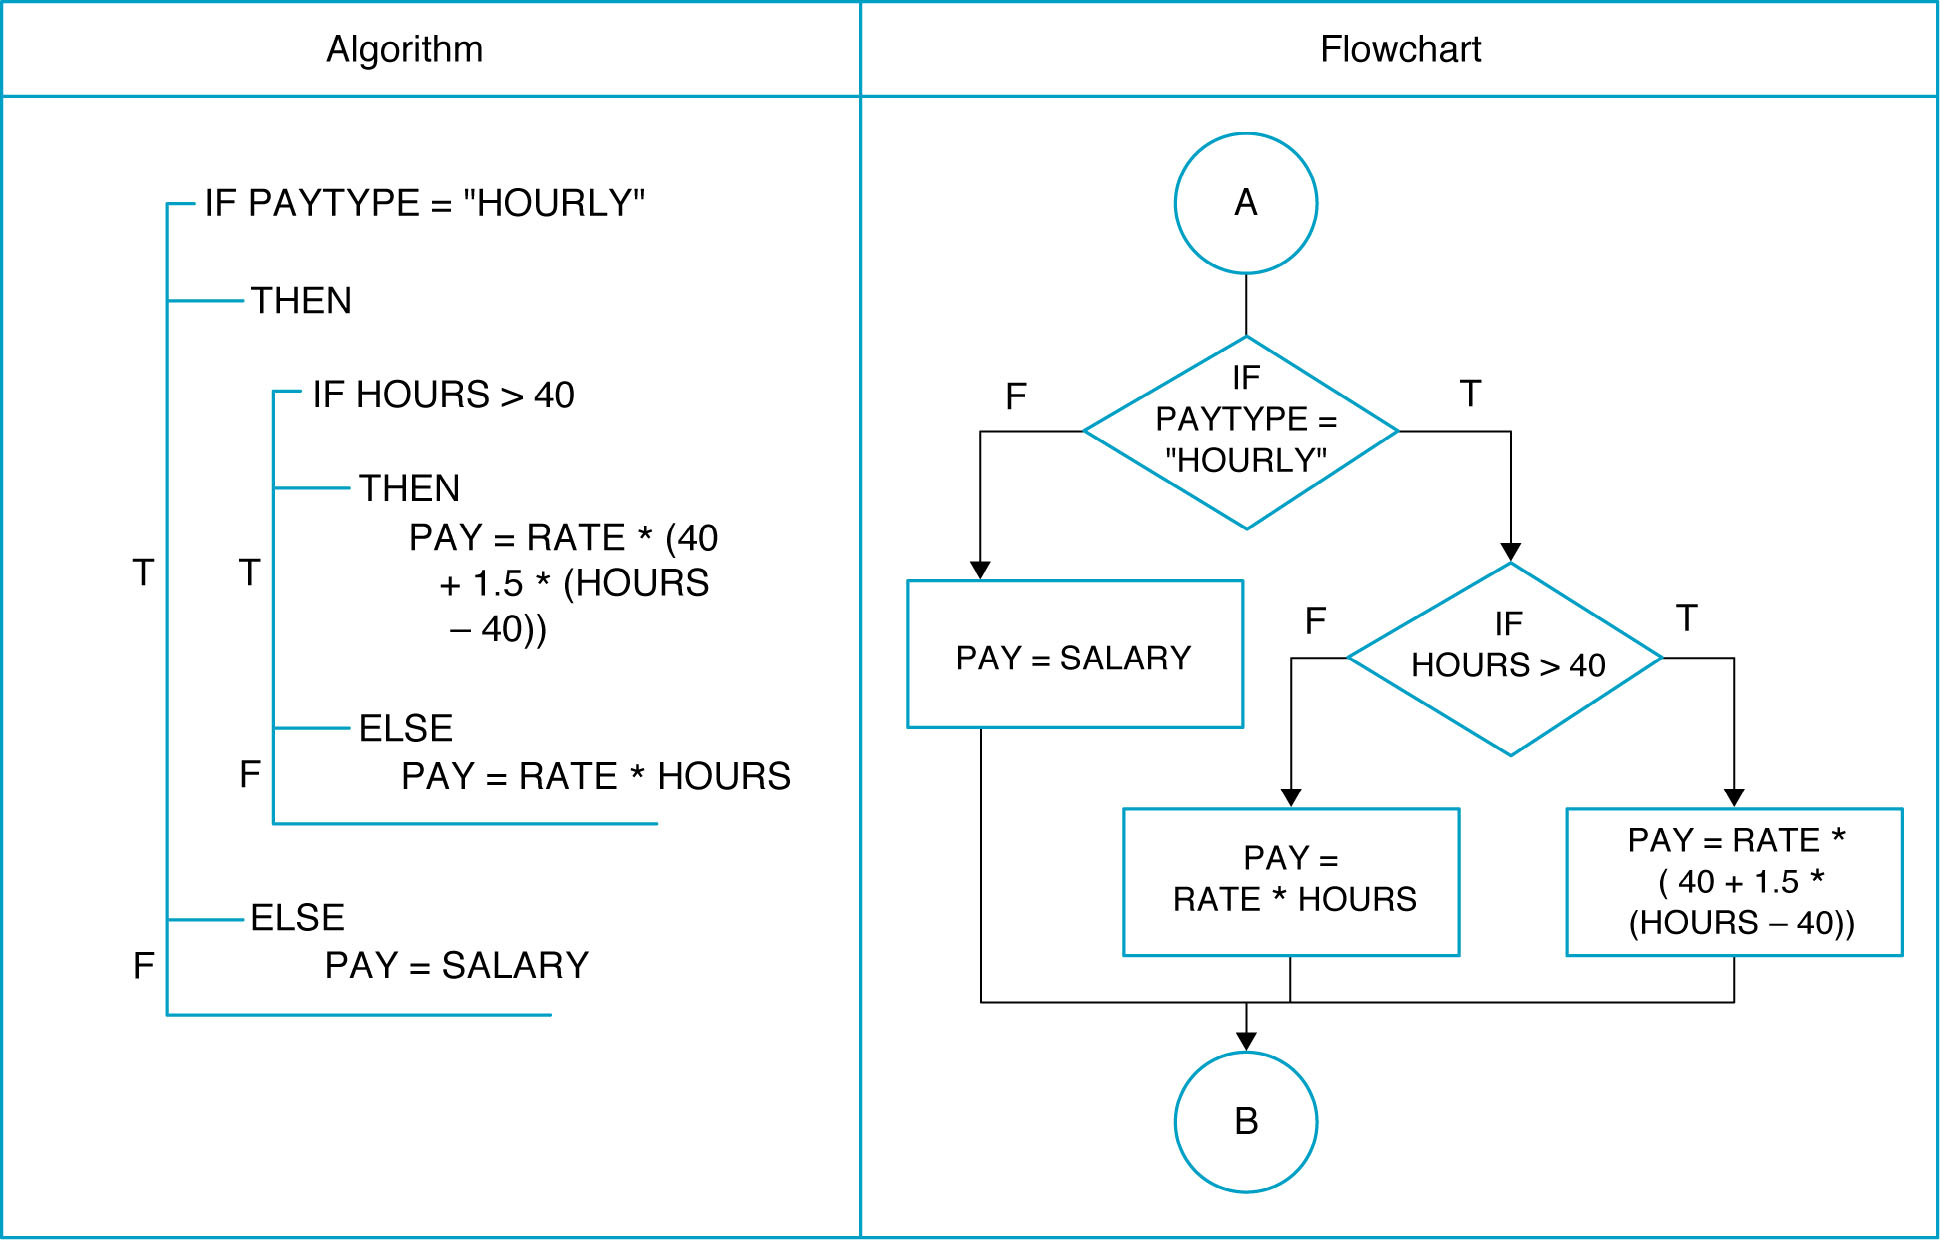 Algorithm
IF PAYTYPE = "HOURLY"
THEN
IF HOURS > 40
THEN
PAY = RATE * (40
+ 1.5 * (HOURS
– 40))
T
T
ELSE
F
PAY = RATE * HOURS
ELSE
F
PAY = SALARY
Flowchart
A
IF
PAYTYPE =
"HOURLY"
F
T
PAY = SALARY
IF
HOURS > 40
F
T
PAY =
RATE * HOURS
PAY = RATE *
( 40 + 1.5 *
(HOURS – 40))
B